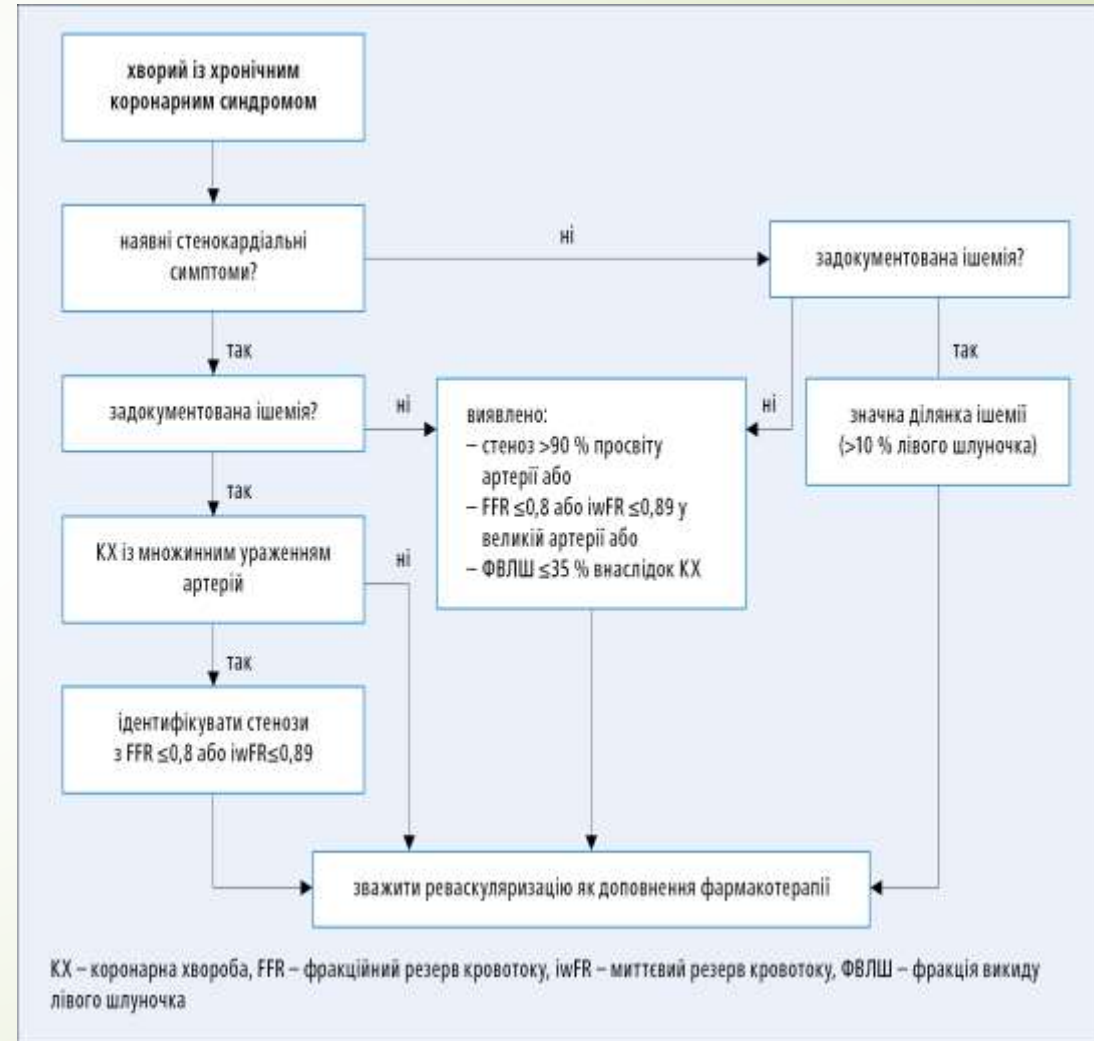 хворий із хронічним
коронарним синдромом
наявні стенокардіальні
симптоми?
ні
задокументована ішемія?
так
так
задокументована ішемія?
ні
виявлено:
– стеноз >90 % просвіту
артерії або
– FFR ≤0,8 або iwFR ≤0,89 у
великій артерії або
– ФВЛШ ≤35 % внаслідок КХ
ні
значна ділянка ішемії
(>10 % лівого шлуночка)
так
КХ із множинним ураженням
артерій
ні
так
ідентифікувати стенози
з FFR ≤0,8 або iwFR≤0,89
зважити реваскуляризацію як доповнення фармакотерапії
КХ – коронарна хвороба, FFR – фракційний резерв кровотоку, iwFR – миттєвий резерв кровотоку, ФВЛШ – фракція викиду
лівого шлуночка